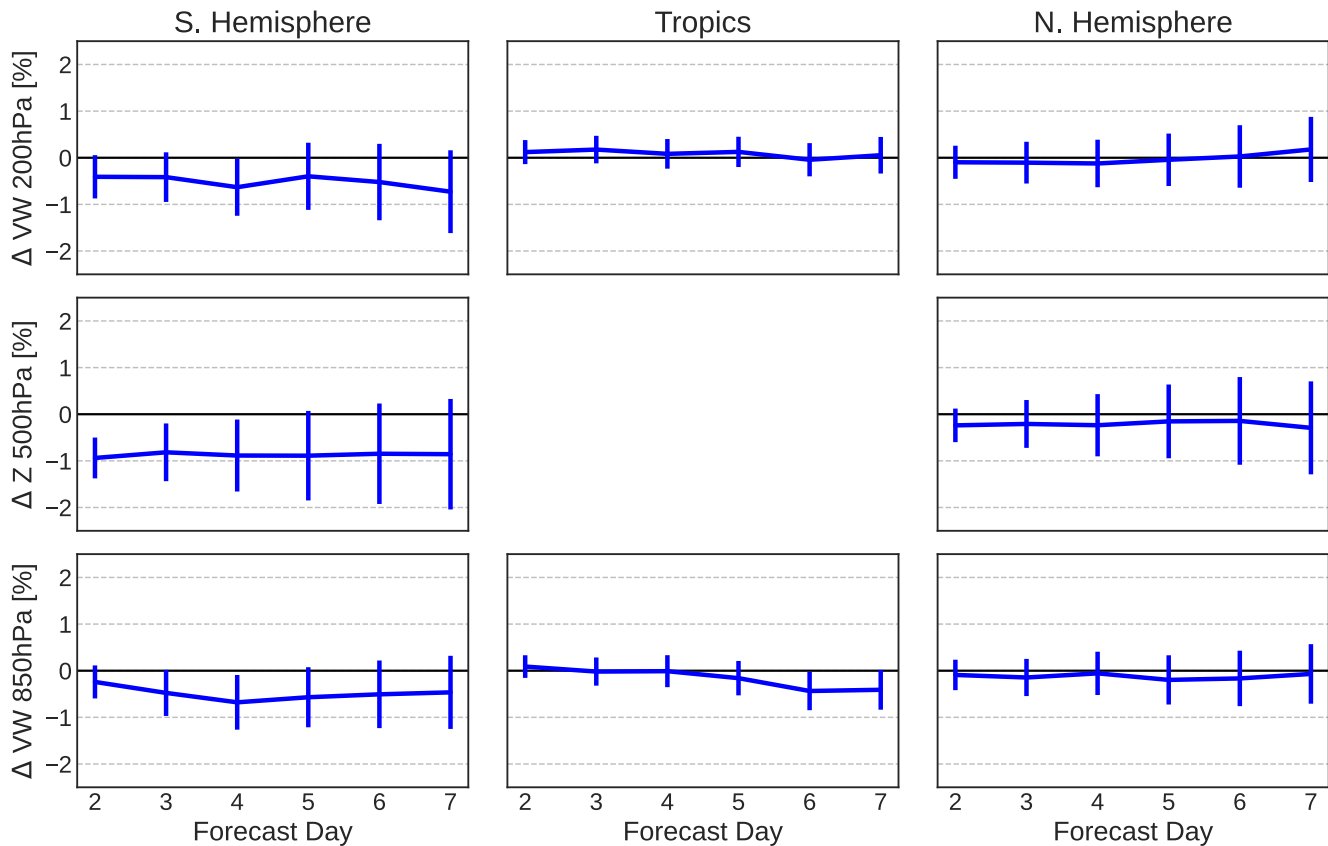 S. Hemisphere Tropics N. Hemisphere
Δ VW 200hPa [%]
2
1
0
−1
−2
Δ Z 500hPa [%]
2
1
0
−1
−2
Δ VW 850hPa [%]
2
1
0
−1
−2
2 3 4 5 6 7 2 3 4 5 6 7 2 3 4 5 6 7
Forecast Day Forecast Day Forecast Day